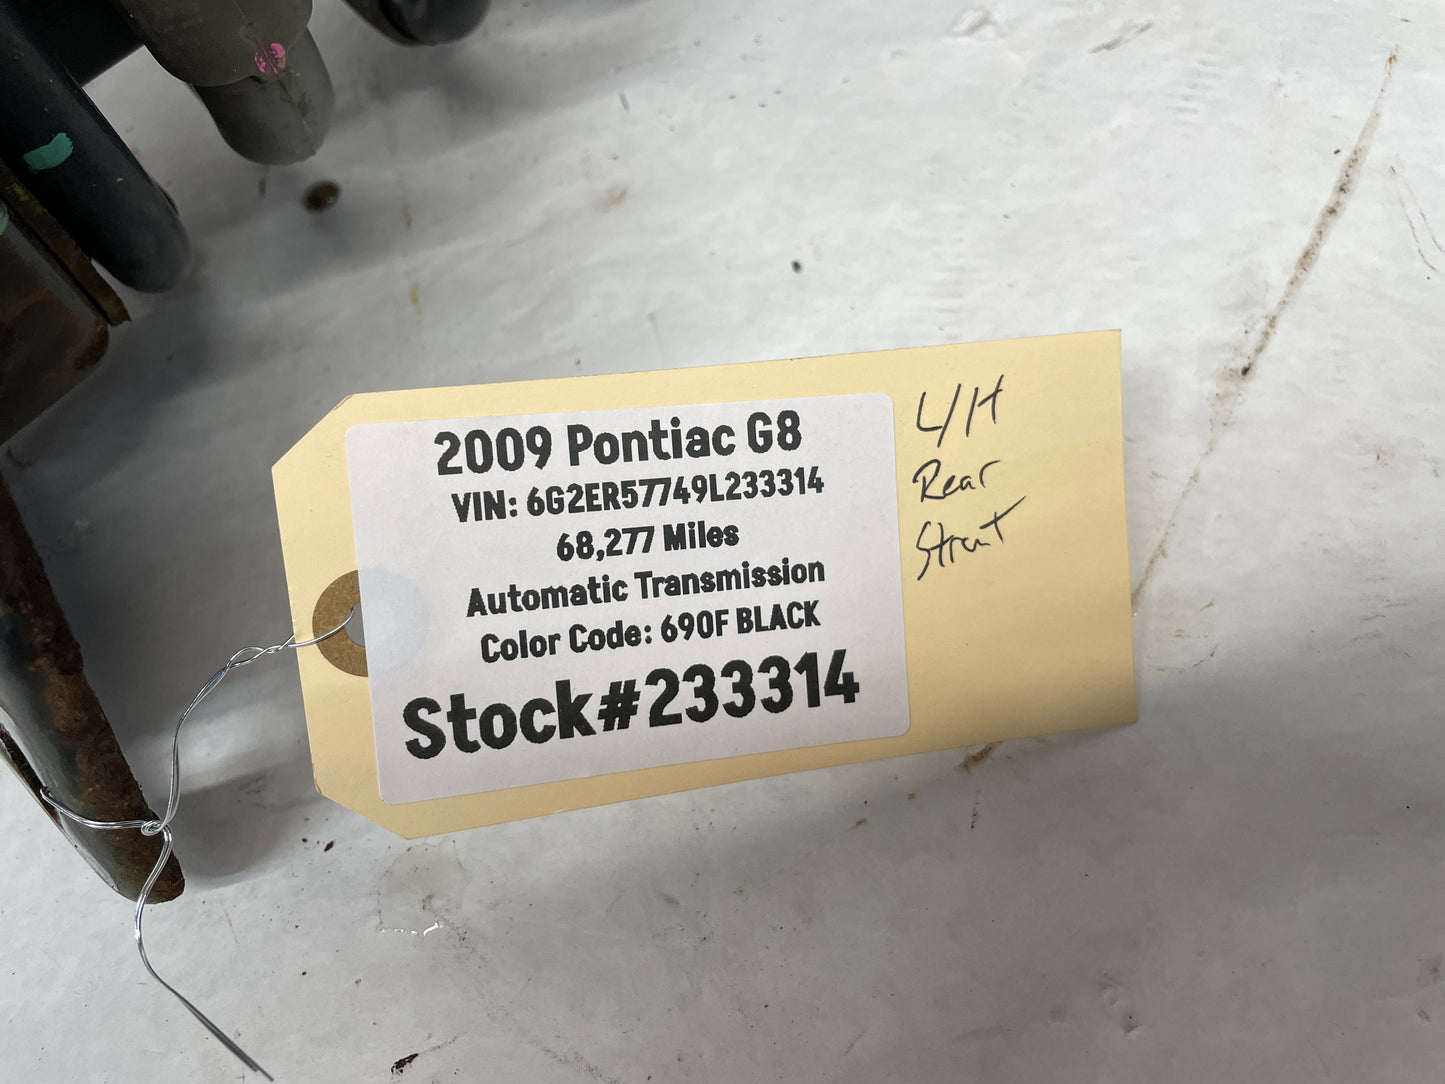 2009 Pontiac G8
VIN: 6G2ER57749L233314
68,277 Miles
Automatic Transmission
Color Code: 690F BLACK
Stock#233314
L/H
Rear
Strut